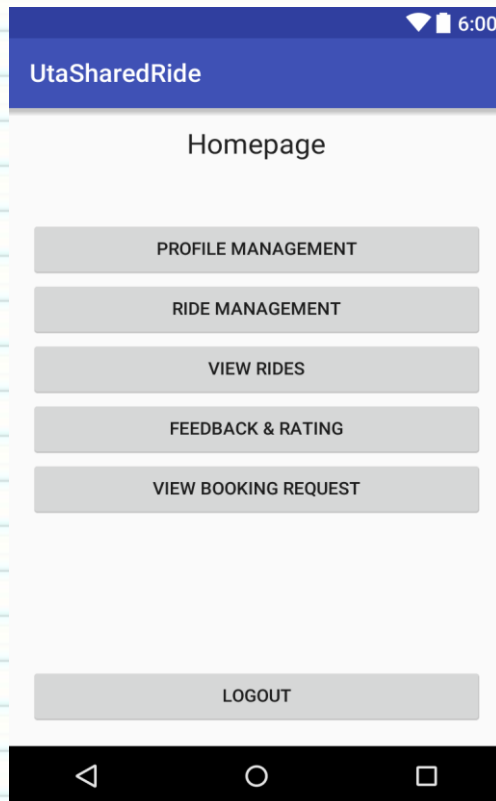 6:00
UtaSharedRide
Homepage
PROFILE MANAGEMENT
RIDE MANAGEMENT
VIEW RIDES
FEEDBACK & RATING
VIEW BOOKING REQUEST
LOGOUT